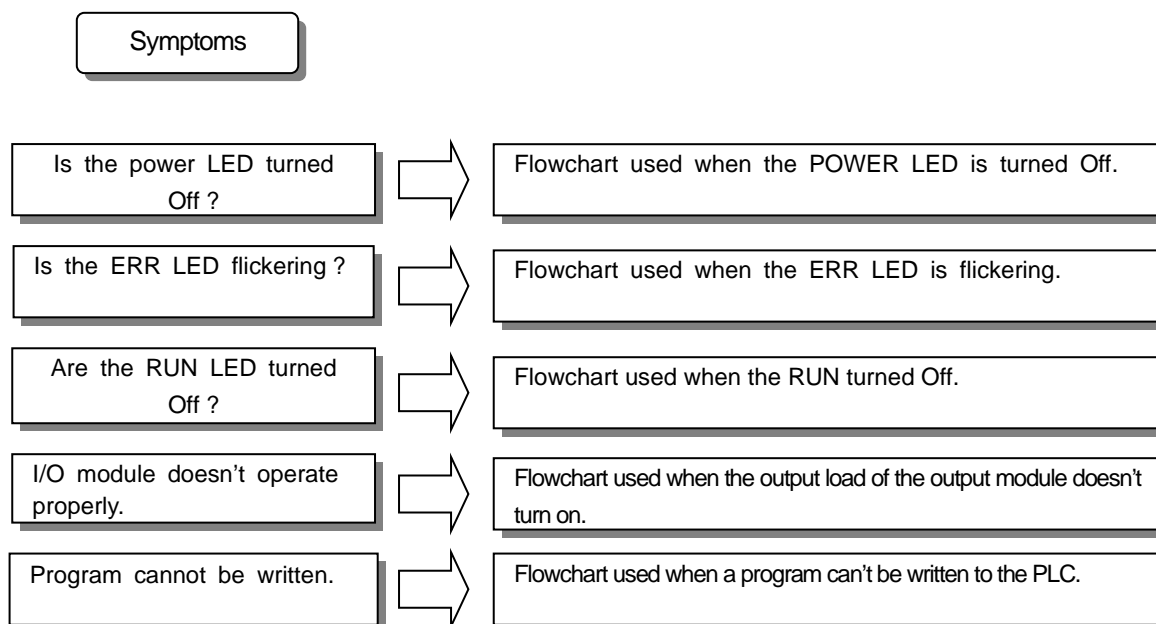 Symptoms
Is the power LED turned
Off ?
Flowchart used when the POWER LED is turned Off.
Is the ERR LED flickering ?
Flowchart used when the ERR LED is flickering.
Are the RUN LED turned
Off ?
Flowchart used when the RUN turned Off.
I/O module doesn’t operate
properly.
Flowchart used when the output load of the output module doesn’t
turn on.
Program cannot be written.
Flowchart used when a program can’t be written to the PLC.